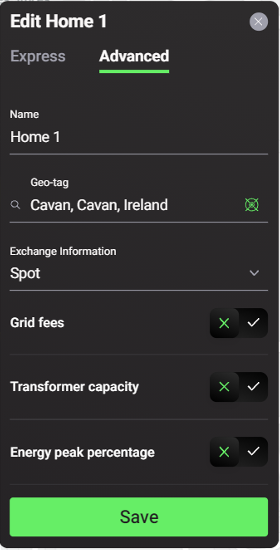 Edit Home 1
Express Advanced
Name
Home 1
Geo-tag
Cavan, Cavan, Ireland
Exchange Information
Spot
Grid fees
Transformer capacity
Energy peak percentage
Save